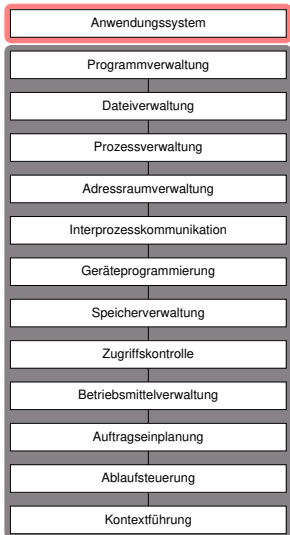 Anwendungssystem
Programmverwaltung
Dateiverwaltung
Prozessverwaltung
Adressraumverwaltung
Interprozesskommunikation
Geräteprogrammierung
Speicherverwaltung
Zugriffskontrolle
Betriebsmittelverwaltung
Auftragseinplanung
Ablaufsteuerung
Kontextführung